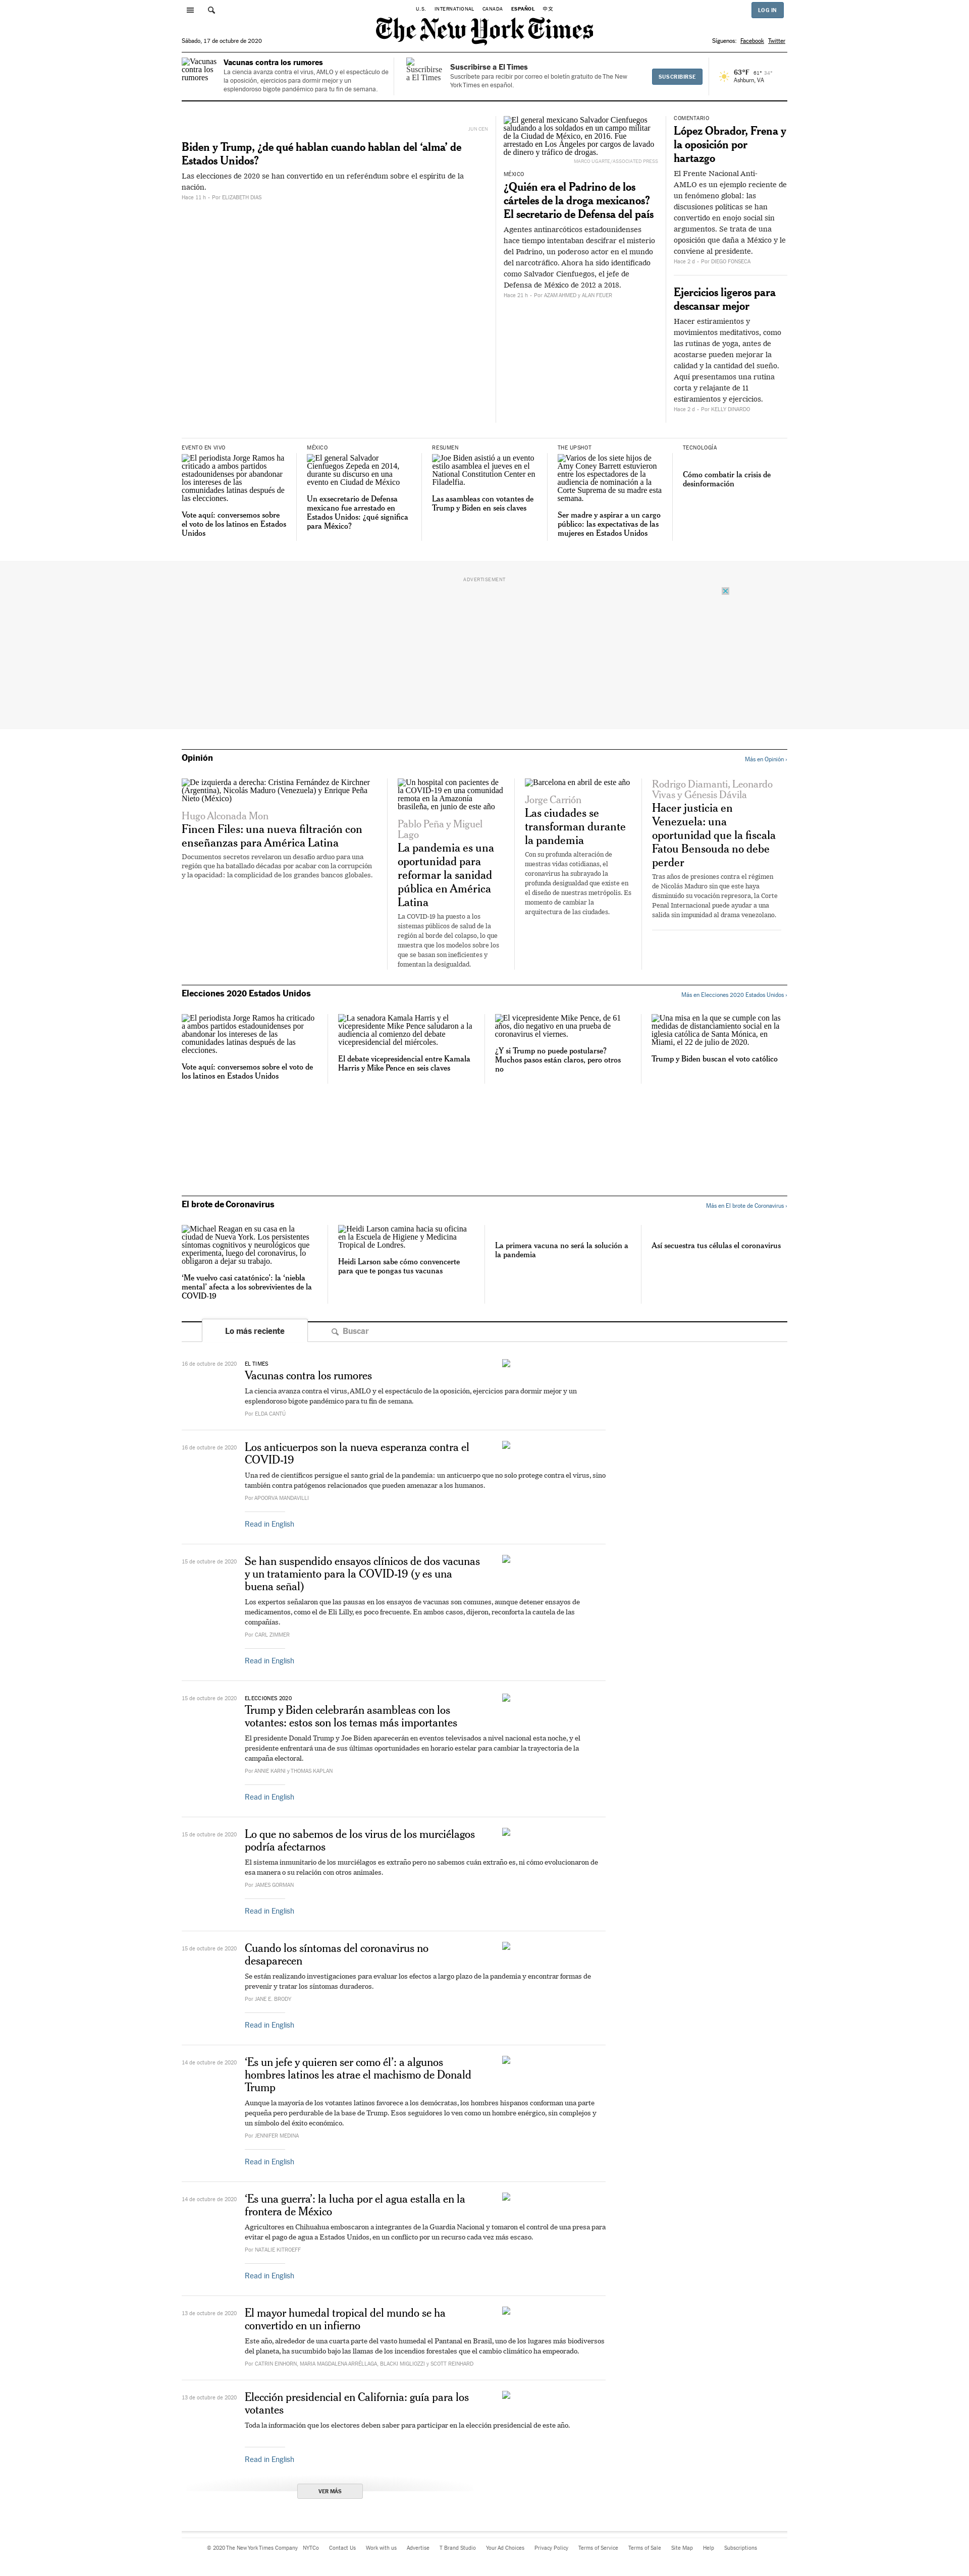 U.S. INTERNATIONAL CANADA ESPAÑOL 中文
LOG IN
The New York Times
Sábado, 17 de octubre de 2020
Síguenos: Facebook Twitter
Vacunas contra los rumores
Vacunas contra los rumores
La ciencia avanza contra el virus, AMLO y el espectáculo de la oposición, ejercicios para dormir mejor y un esplendoroso bigote pandémico para tu fin de semana.
Suscribirse a El Times
Suscribirse a El Times
Suscríbete para recibir por correo el boletín gratuito de The New York Times en español.
SUSCRIBIRSE
63°F 61° 34°
Ashburn, VA
JUN CEN
Biden y Trump, ¿de qué hablan cuando hablan del ‘alma’ de Estados Unidos?
Las elecciones de 2020 se han convertido en un referéndum sobre el espíritu de la nación.
Hace 11 h - Por ELIZABETH DIAS
El general mexicano Salvador Cienfuegos saludando a los soldados en un campo militar de la Ciudad de México, en 2016. Fue arrestado en Los Ángeles por cargos de lavado de dinero y tráfico de drogas.
MARCO UGARTE/ASSOCIATED PRESS
MÉXICO
¿Quién era el Padrino de los cárteles de la droga mexicanos? El secretario de Defensa del país
Agentes antinarcóticos estadounidenses hace tiempo intentaban descifrar el misterio del Padrino, un poderoso actor en el mundo del narcotráfico. Ahora ha sido identificado como Salvador Cienfuegos, el jefe de Defensa de México de 2012 a 2018.
Hace 21 h - Por AZAM AHMED y ALAN FEUER
COMENTARIO
López Obrador, Frena y la oposición por hartazgo
El Frente Nacional Anti-AMLO es un ejemplo reciente de un fenómeno global: las discusiones políticas se han convertido en enojo social sin argumentos. Se trata de una oposición que daña a México y le conviene al presidente.
Hace 2 d - Por DIEGO FONSECA
Ejercicios ligeros para descansar mejor
Hacer estiramientos y movimientos meditativos, como las rutinas de yoga, antes de acostarse pueden mejorar la calidad y la cantidad del sueño. Aquí presentamos una rutina corta y relajante de 11 estiramientos y ejercicios.
Hace 2 d - Por KELLY DINARDO
EVENTO EN VIVO
El periodista Jorge Ramos ha criticado a ambos partidos estadounidenses por abandonar los intereses de las comunidades latinas después de las elecciones.
Vote aquí: conversemos sobre el voto de los latinos en Estados Unidos
MÉXICO
El general Salvador Cienfuegos Zepeda en 2014, durante su discurso en una evento en Ciudad de México
Un exsecretario de Defensa mexicano fue arrestado en Estados Unidos: ¿qué significa para México?
RESUMEN
Joe Biden asistió a un evento estilo asamblea el jueves en el National Constitution Center en Filadelfia.
Las asambleas con votantes de Trump y Biden en seis claves
THE UPSHOT
Varios de los siete hijos de Amy Coney Barrett estuvieron entre los espectadores de la audiencia de nominación a la Corte Suprema de su madre esta semana.
Ser madre y aspirar a un cargo público: las expectativas de las mujeres en Estados Unidos
TECNOLOGÍA
Cómo combatir la crisis de desinformación
ADVERTISEMENT
Opinión
Más en Opinión ›
De izquierda a derecha: Cristina Fernández de Kirchner (Argentina), Nicolás Maduro (Venezuela) y Enrique Peña Nieto (México)
Hugo Alconada Mon
Fincen Files: una nueva filtración con enseñanzas para América Latina
Documentos secretos revelaron un desafío arduo para una región que ha batallado décadas por acabar con la corrupción y la opacidad: la complicidad de los grandes bancos globales.
Un hospital con pacientes de la COVID-19 en una comunidad remota en la Amazonía brasileña, en junio de este año
Pablo Peña y Miguel Lago
La pandemia es una oportunidad para reformar la sanidad pública en América Latina
La COVID-19 ha puesto a los sistemas públicos de salud de la región al borde del colapso, lo que muestra que los modelos sobre los que se basan son ineficientes y fomentan la desigualdad.
Barcelona en abril de este año
Jorge Carrión
Las ciudades se transforman durante la pandemia
Con su profunda alteración de nuestras vidas cotidianas, el coronavirus ha subrayado la profunda desigualdad que existe en el diseño de nuestras metrópolis. Es momento de cambiar la arquitectura de las ciudades.
Rodrigo Diamanti, Leonardo Vivas y Génesis Dávila
Hacer justicia en Venezuela: una oportunidad que la fiscala Fatou Bensouda no debe perder
Tras años de presiones contra el régimen de Nicolás Maduro sin que este haya disminuido su vocación represora, la Corte Penal Internacional puede ayudar a una salida sin impunidad al drama venezolano.
Elecciones 2020 Estados Unidos
Más en Elecciones 2020 Estados Unidos ›
El periodista Jorge Ramos ha criticado a ambos partidos estadounidenses por abandonar los intereses de las comunidades latinas después de las elecciones.
Vote aquí: conversemos sobre el voto de los latinos en Estados Unidos
La senadora Kamala Harris y el vicepresidente Mike Pence saludaron a la audiencia al comienzo del debate vicepresidencial del miércoles.
El debate vicepresidencial entre Kamala Harris y Mike Pence en seis claves
El vicepresidente Mike Pence, de 61 años, dio negativo en una prueba de coronavirus el viernes.
¿Y si Trump no puede postularse? Muchos pasos están claros, pero otros no
Una misa en la que se cumple con las medidas de distanciamiento social en la iglesia católica de Santa Mónica, en Miami, el 22 de julio de 2020.
Trump y Biden buscan el voto católico
El brote de Coronavirus
Más en El brote de Coronavirus ›
Michael Reagan en su casa en la ciudad de Nueva York. Los persistentes síntomas cognitivos y neurológicos que experimenta, luego del coronavirus, lo obligaron a dejar su trabajo.
‘Me vuelvo casi catatónico’: la ‘niebla mental’ afecta a los sobrevivientes de la COVID-19
Heidi Larson camina hacia su oficina en la Escuela de Higiene y Medicina Tropical de Londres.
Heidi Larson sabe cómo convencerte para que te pongas tus vacunas
La primera vacuna no será la solución a la pandemia
Así secuestra tus células el coronavirus
Lo más reciente
Buscar
16 de octubre de 2020
EL TIMES
Vacunas contra los rumores
La ciencia avanza contra el virus, AMLO y el espectáculo de la oposición, ejercicios para dormir mejor y un esplendoroso bigote pandémico para tu fin de semana.
Por ELDA CANTÚ
16 de octubre de 2020
Los anticuerpos son la nueva esperanza contra el COVID-19
Una red de científicos persigue el santo grial de la pandemia: un anticuerpo que no solo protege contra el virus, sino también contra patógenos relacionados que pueden amenazar a los humanos.
Por APOORVA MANDAVILLI
Read in English
15 de octubre de 2020
Se han suspendido ensayos clínicos de dos vacunas y un tratamiento para la COVID-19 (y es una buena señal)
Los expertos señalaron que las pausas en los ensayos de vacunas son comunes, aunque detener ensayos de medicamentos, como el de Eli Lilly, es poco frecuente. En ambos casos, dijeron, reconforta la cautela de las compañías.
Por CARL ZIMMER
Read in English
15 de octubre de 2020
ELECCIONES 2020
Trump y Biden celebrarán asambleas con los votantes: estos son los temas más importantes
El presidente Donald Trump y Joe Biden aparecerán en eventos televisados a nivel nacional esta noche, y el presidente enfrentará una de sus últimas oportunidades en horario estelar para cambiar la trayectoria de la campaña electoral.
Por ANNIE KARNI y THOMAS KAPLAN
Read in English
15 de octubre de 2020
Lo que no sabemos de los virus de los murciélagos podría afectarnos
El sistema inmunitario de los murciélagos es extraño pero no sabemos cuán extraño es, ni cómo evolucionaron de esa manera o su relación con otros animales.
Por JAMES GORMAN
Read in English
15 de octubre de 2020
Cuando los síntomas del coronavirus no desaparecen
Se están realizando investigaciones para evaluar los efectos a largo plazo de la pandemia y encontrar formas de prevenir y tratar los síntomas duraderos.
Por JANE E. BRODY
Read in English
14 de octubre de 2020
‘Es un jefe y quieren ser como él’: a algunos hombres latinos les atrae el machismo de Donald Trump
Aunque la mayoría de los votantes latinos favorece a los demócratas, los hombres hispanos conforman una parte pequeña pero perdurable de la base de Trump. Esos seguidores lo ven como un hombre enérgico, sin complejos y un símbolo del éxito económico.
Por JENNIFER MEDINA
Read in English
14 de octubre de 2020
‘Es una guerra’: la lucha por el agua estalla en la frontera de México
Agricultores en Chihuahua emboscaron a integrantes de la Guardia Nacional y tomaron el control de una presa para evitar el pago de agua a Estados Unidos, en un conflicto por un recurso cada vez más escaso.
Por NATALIE KITROEFF
Read in English
13 de octubre de 2020
El mayor humedal tropical del mundo se ha convertido en un infierno
Este año, alrededor de una cuarta parte del vasto humedal el Pantanal en Brasil, uno de los lugares más biodiversos del planeta, ha sucumbido bajo las llamas de los incendios forestales que el cambio climático ha empeorado.
Por CATRIN EINHORN, MARIA MAGDALENA ARRÉLLAGA, BLACKI MIGLIOZZI y SCOTT REINHARD
13 de octubre de 2020
Elección presidencial en California: guía para los votantes
Toda la información que los electores deben saber para participar en la elección presidencial de este año.
Read in English
VER MÁS
© 2020 The New York Times Company NYTCo Contact Us Work with us Advertise T Brand Studio Your Ad Choices Privacy Policy Terms of Service Terms of Sale Site Map Help Subscriptions